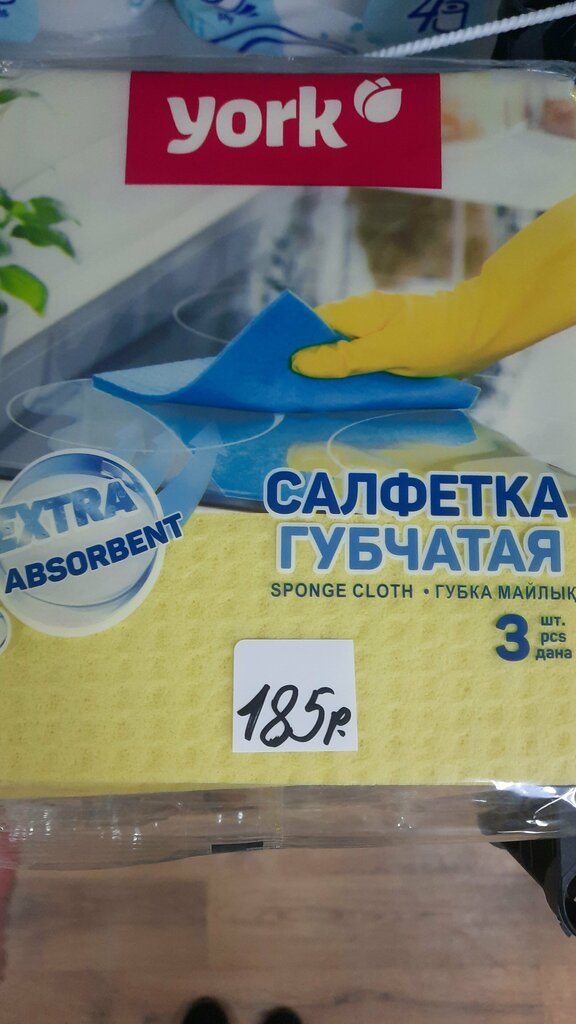 york
EXTRA
ABSORBENT
САЛФЕТКА
ГУБЧАТАЯ
SPONGE CLOTH • ГУБКА МАЙЛЫҚ
3 шт.
pcs
дана
185р.